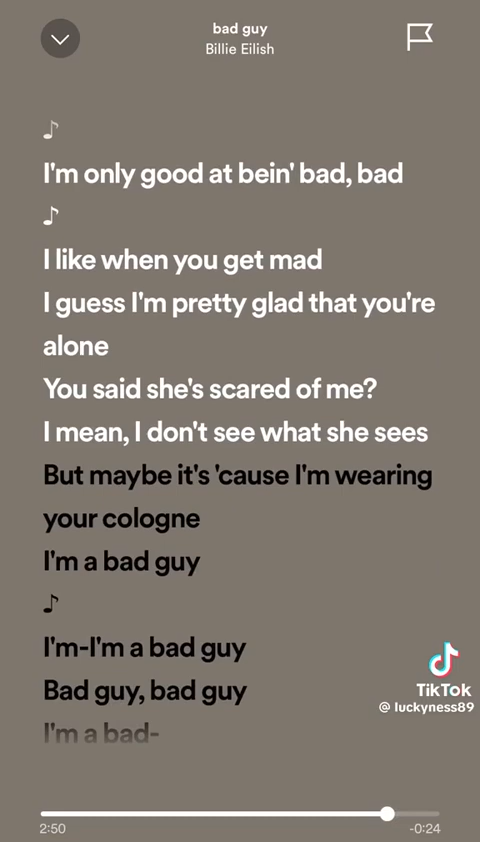 bad guy
Billie Eilish
♪
I'm only good at bein' bad, bad
♪
I like when you get mad
I guess I'm pretty glad that you're
alone
You said she's scared of me?
I mean, I don't see what she sees
But maybe it's 'cause I'm wearing
your cologne
I'm a bad guy
♪
I'm-I'm a bad guy
Bad guy, bad guy
I'm a bad-
TikTok
@ luckyness89
2:50
-0:24